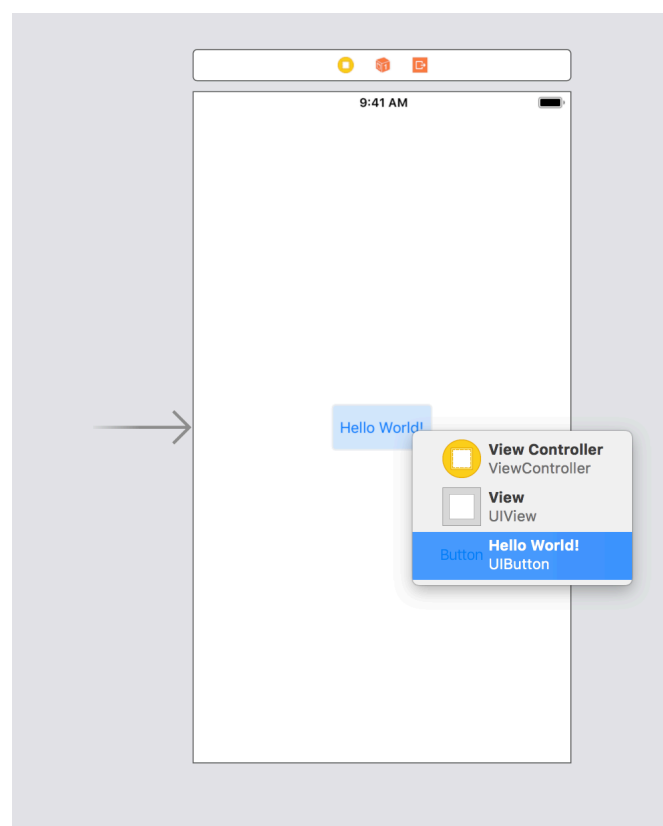 9:41 AM
Hello World!
View Controller
ViewController
View
UIView
Button
Hello World!
UIButton